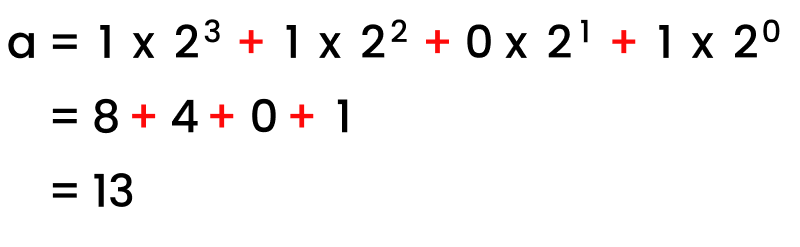 a = 1 x 2³ + 1 x 2² + 0 x 2¹ + 1 x 2⁰
= 8 + 4 + 0 + 1
= 13